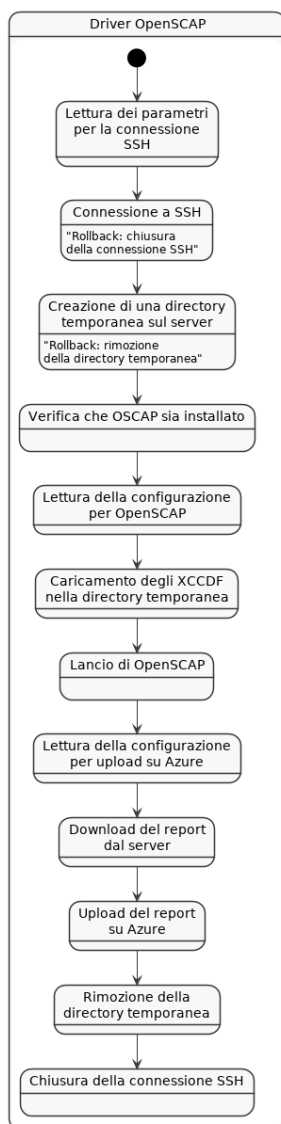 Driver OpenSCAP
Lettura dei parametri
per la connessione
SSH
Connessione a SSH
"Rollback: chiusura
della connessione SSH"
Creazione di una directory
temporanea sul server
"Rollback: rimozione
della directory temporanea"
Verifica che OSCAP sia installato
Lettura della configurazione
per OpenSCAP
Caricamento degli XCCDF
nella directory temporanea
Lancio di OpenSCAP
Lettura della configurazione
per upload su Azure
Download del report
dal server
Upload del report
su Azure
Rimozione della
directory temporanea
Chiusura della connessione SSH